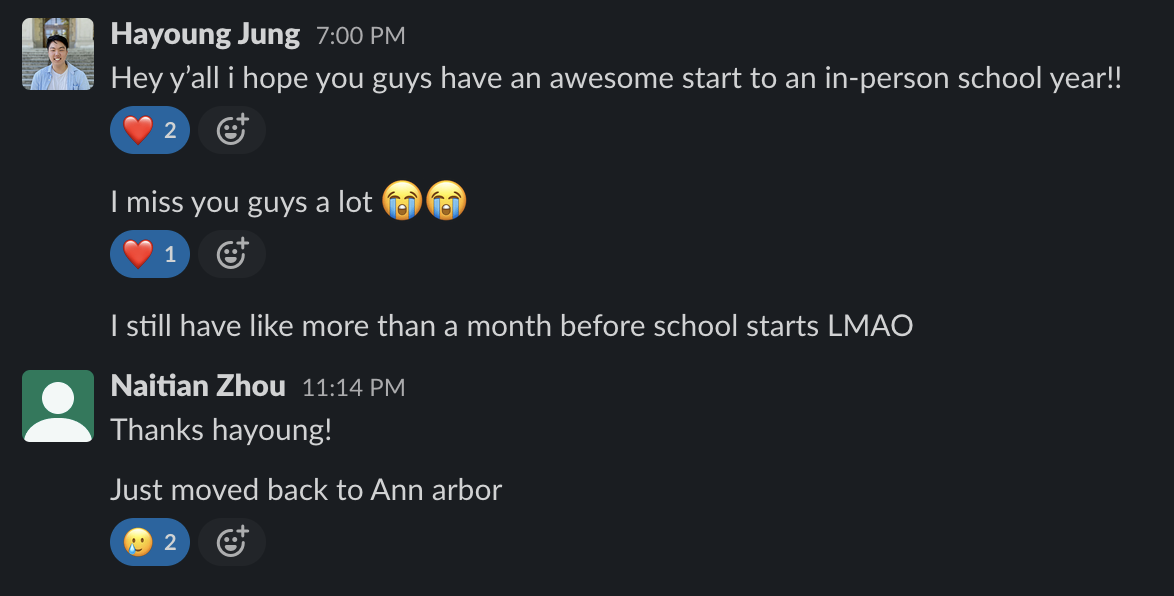 Hayoung Jung 7:00 PM
Hey y’all i hope you guys have an awesome start to an in-person school year!!
❤️ 2
I miss you guys a lot 😭😭
❤️ 1
I still have like more than a month before school starts LMAO
Naitian Zhou 11:14 PM
Thanks hayoung!
Just moved back to Ann arbor
🥲 2